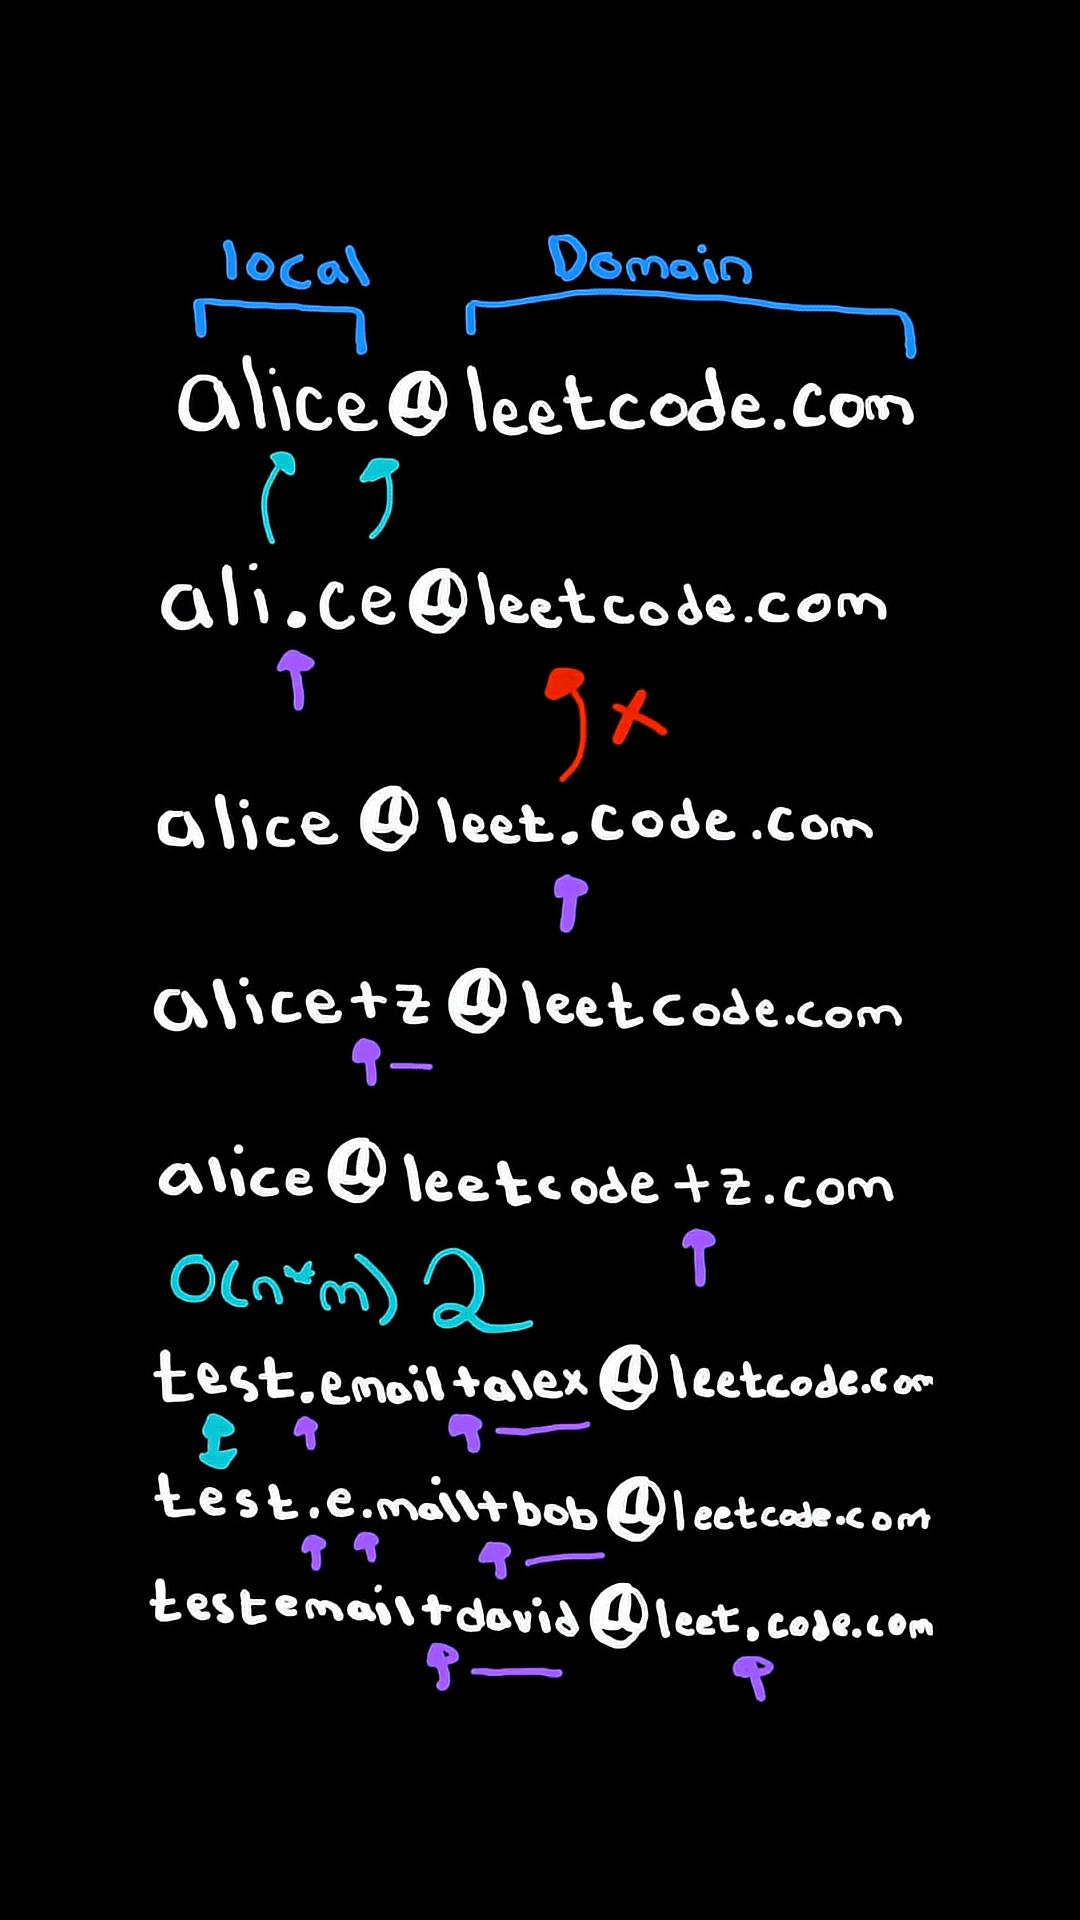 local Domain
alice@leetcode.com
ali.ce@leetcode.com
x
alice@leet.code.com
alice+z@leetcode.com
alice@leetcode+z.com
O(n*m) 2
test.email+alex@leetcode.com
test.e.mail+bob@leetcode.com
testemail+david@leet.code.com